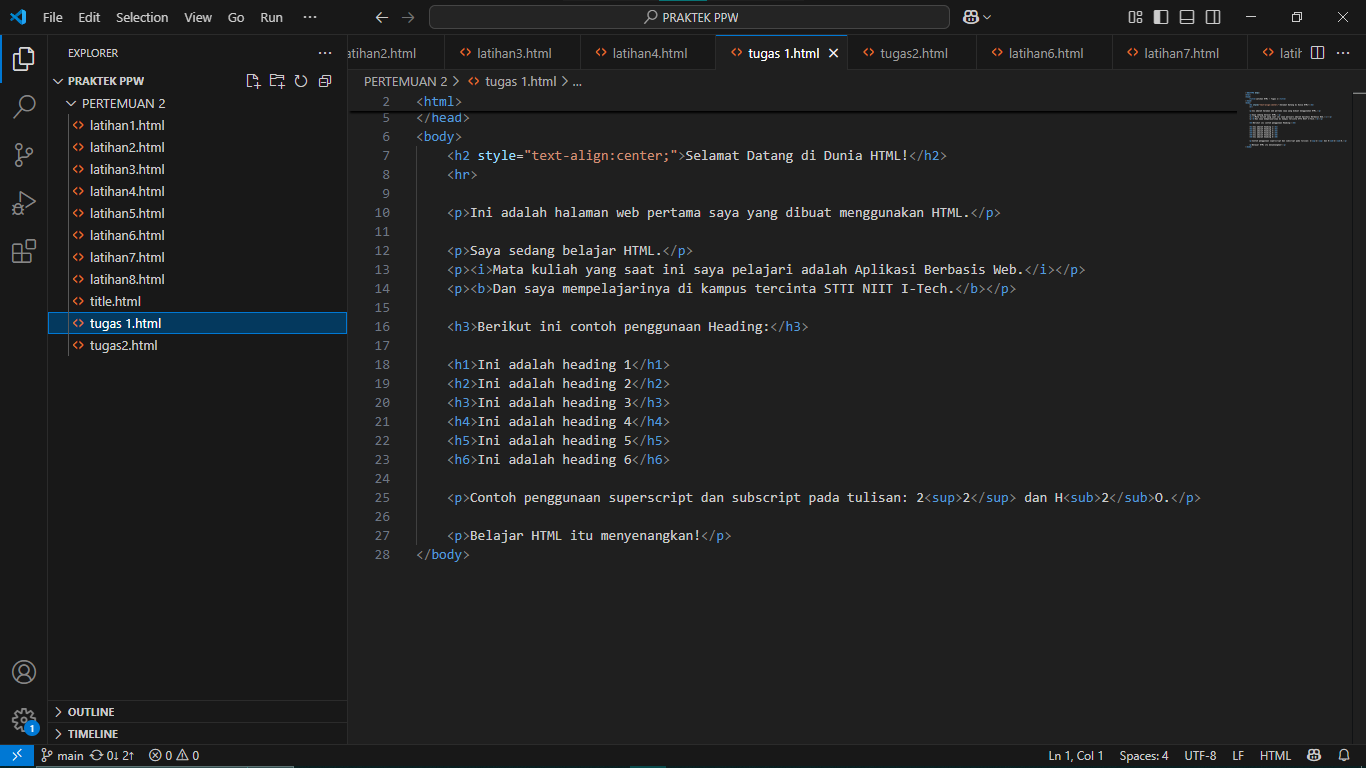 File Edit Selection View Go Run ··· PRAKTEK PPW
EXPLORER ···
PRAKTEK PPW
PERTEMUAN 2
latihan1.html
latihan2.html
latihan3.html
latihan4.html
latihan5.html
latihan6.html
latihan7.html
latihan8.html
title.html
tugas 1.html
tugas2.html
OUTLINE
TIMELINE
atihan2.html latihan3.html latihan4.html tugas 1.html tugas2.html latihan6.html latihan7.html latih ···
PERTEMUAN 2 > tugas 1.html > ...
2 <html>
5 </head>
6 <body>
7 <h2 style="text-align:center;">Selamat Datang di Dunia HTML!</h2>
8 <hr>
9
10 <p>Ini adalah halaman web pertama saya yang dibuat menggunakan HTML.</p>
11
12 <p>Saya sedang belajar HTML.</p>
13 <p><i>Mata kuliah yang saat ini saya pelajari adalah Aplikasi Berbasis Web.</i></p>
14 <p><b>Dan saya mempelajarinya di kampus tercinta STTI NIIT I-Tech.</b></p>
15
16 <h3>Berikut ini contoh penggunaan Heading:</h3>
17
18 <h1>Ini adalah heading 1</h1>
19 <h2>Ini adalah heading 2</h2>
20 <h3>Ini adalah heading 3</h3>
21 <h4>Ini adalah heading 4</h4>
22 <h5>Ini adalah heading 5</h5>
23 <h6>Ini adalah heading 6</h6>
24
25 <p>Contoh penggunaan superscript dan subscript pada tulisan: 2<sup>2</sup> dan H<sub>2</sub>O.</p>
26
27 <p>Belajar HTML itu menyenangkan!</p>
28 </body>
1
main 0↓ 2↑ 0 0 Ln 1, Col 1 Spaces: 4 UTF-8 LF HTML